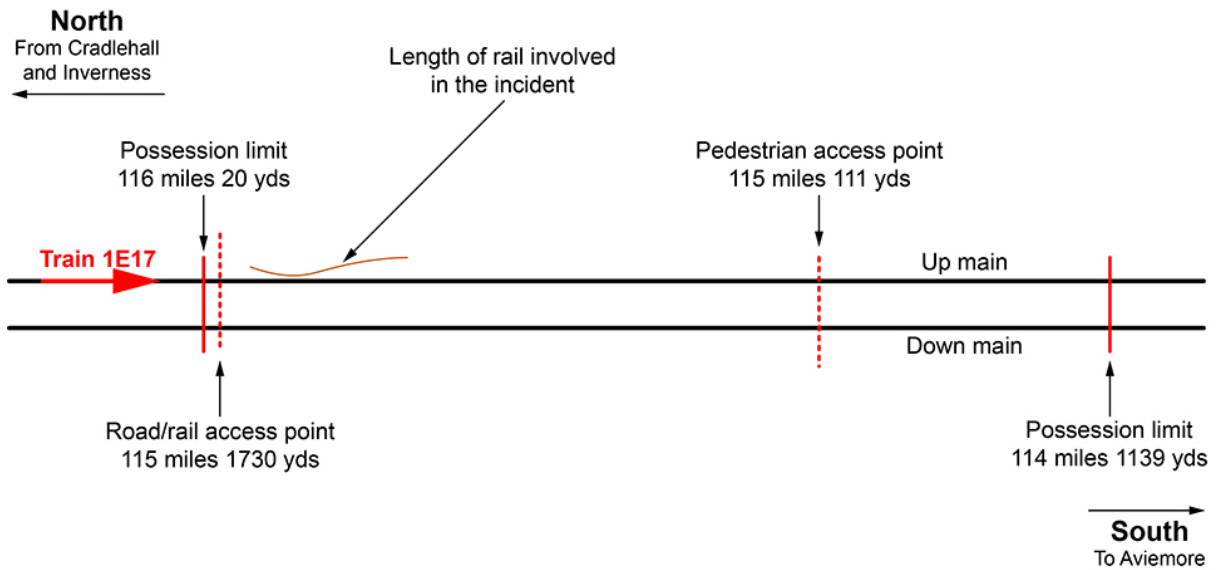 North
From Cradlehall
and Inverness
Length of rail involved
in the incident
Possession limit
116 miles 20 yds
Pedestrian access point
115 miles 111 yds
Train 1E17
Up main
Down main
Road/rail access point
115 miles 1730 yds
Possession limit
114 miles 1139 yds
South
To Aviemore